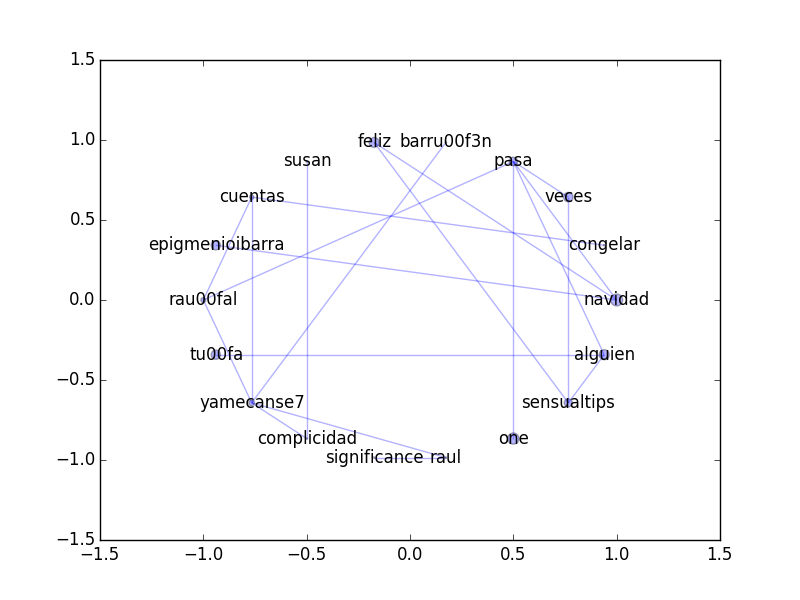 1.5
1.0
0.5
0.0
−0.5
−1.0
−1.5
feliz barru00f3n
susan
pasa
cuentas
veces
epigmenioibarra
congelar
rau00fal
navidad
tu00fa
alguien
yamecanse7
sensualtips
complicidad
one
significance raul
−1.5 −1.0 −0.5 0.0 0.5 1.0 1.5